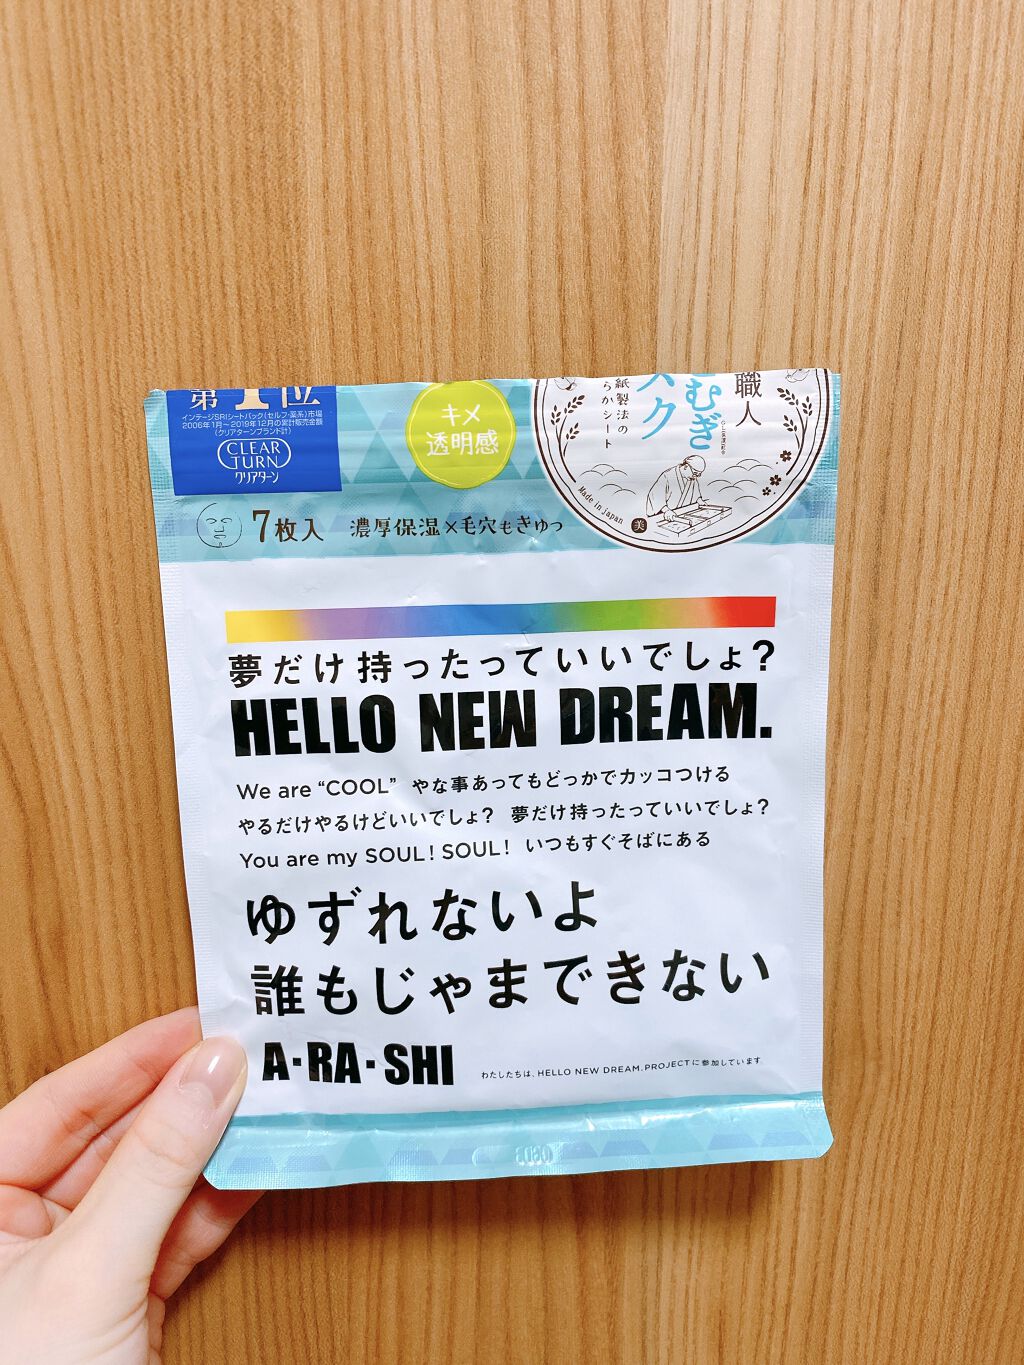 第1位
インテージSRIシートパック(セルフ・薬系)市場
2006年1月〜2019年12月の累計販売金額
(クリアターンブランド計)
CLEAR
TURN
クリアターン
キメ
透明感
職人
むぎ
スク
紙製法の
らかシート
Made in Japan
美
7枚入
濃厚保湿×毛穴もきゅっ
夢だけ持ったっていいでしょ?
HELLO NEW DREAM.
We are “COOL” やな事あってもどっかでカッコつける
やるだけやるけどいいでしょ? 夢だけ持ったっていいでしょ?
You are my SOUL! SOUL! いつもすぐそばにある
ゆずれないよ
誰もじゃまできない
A・RA・SHI
わたしたちは、HELLO NEW DREAM. PROJECTに参加しています。